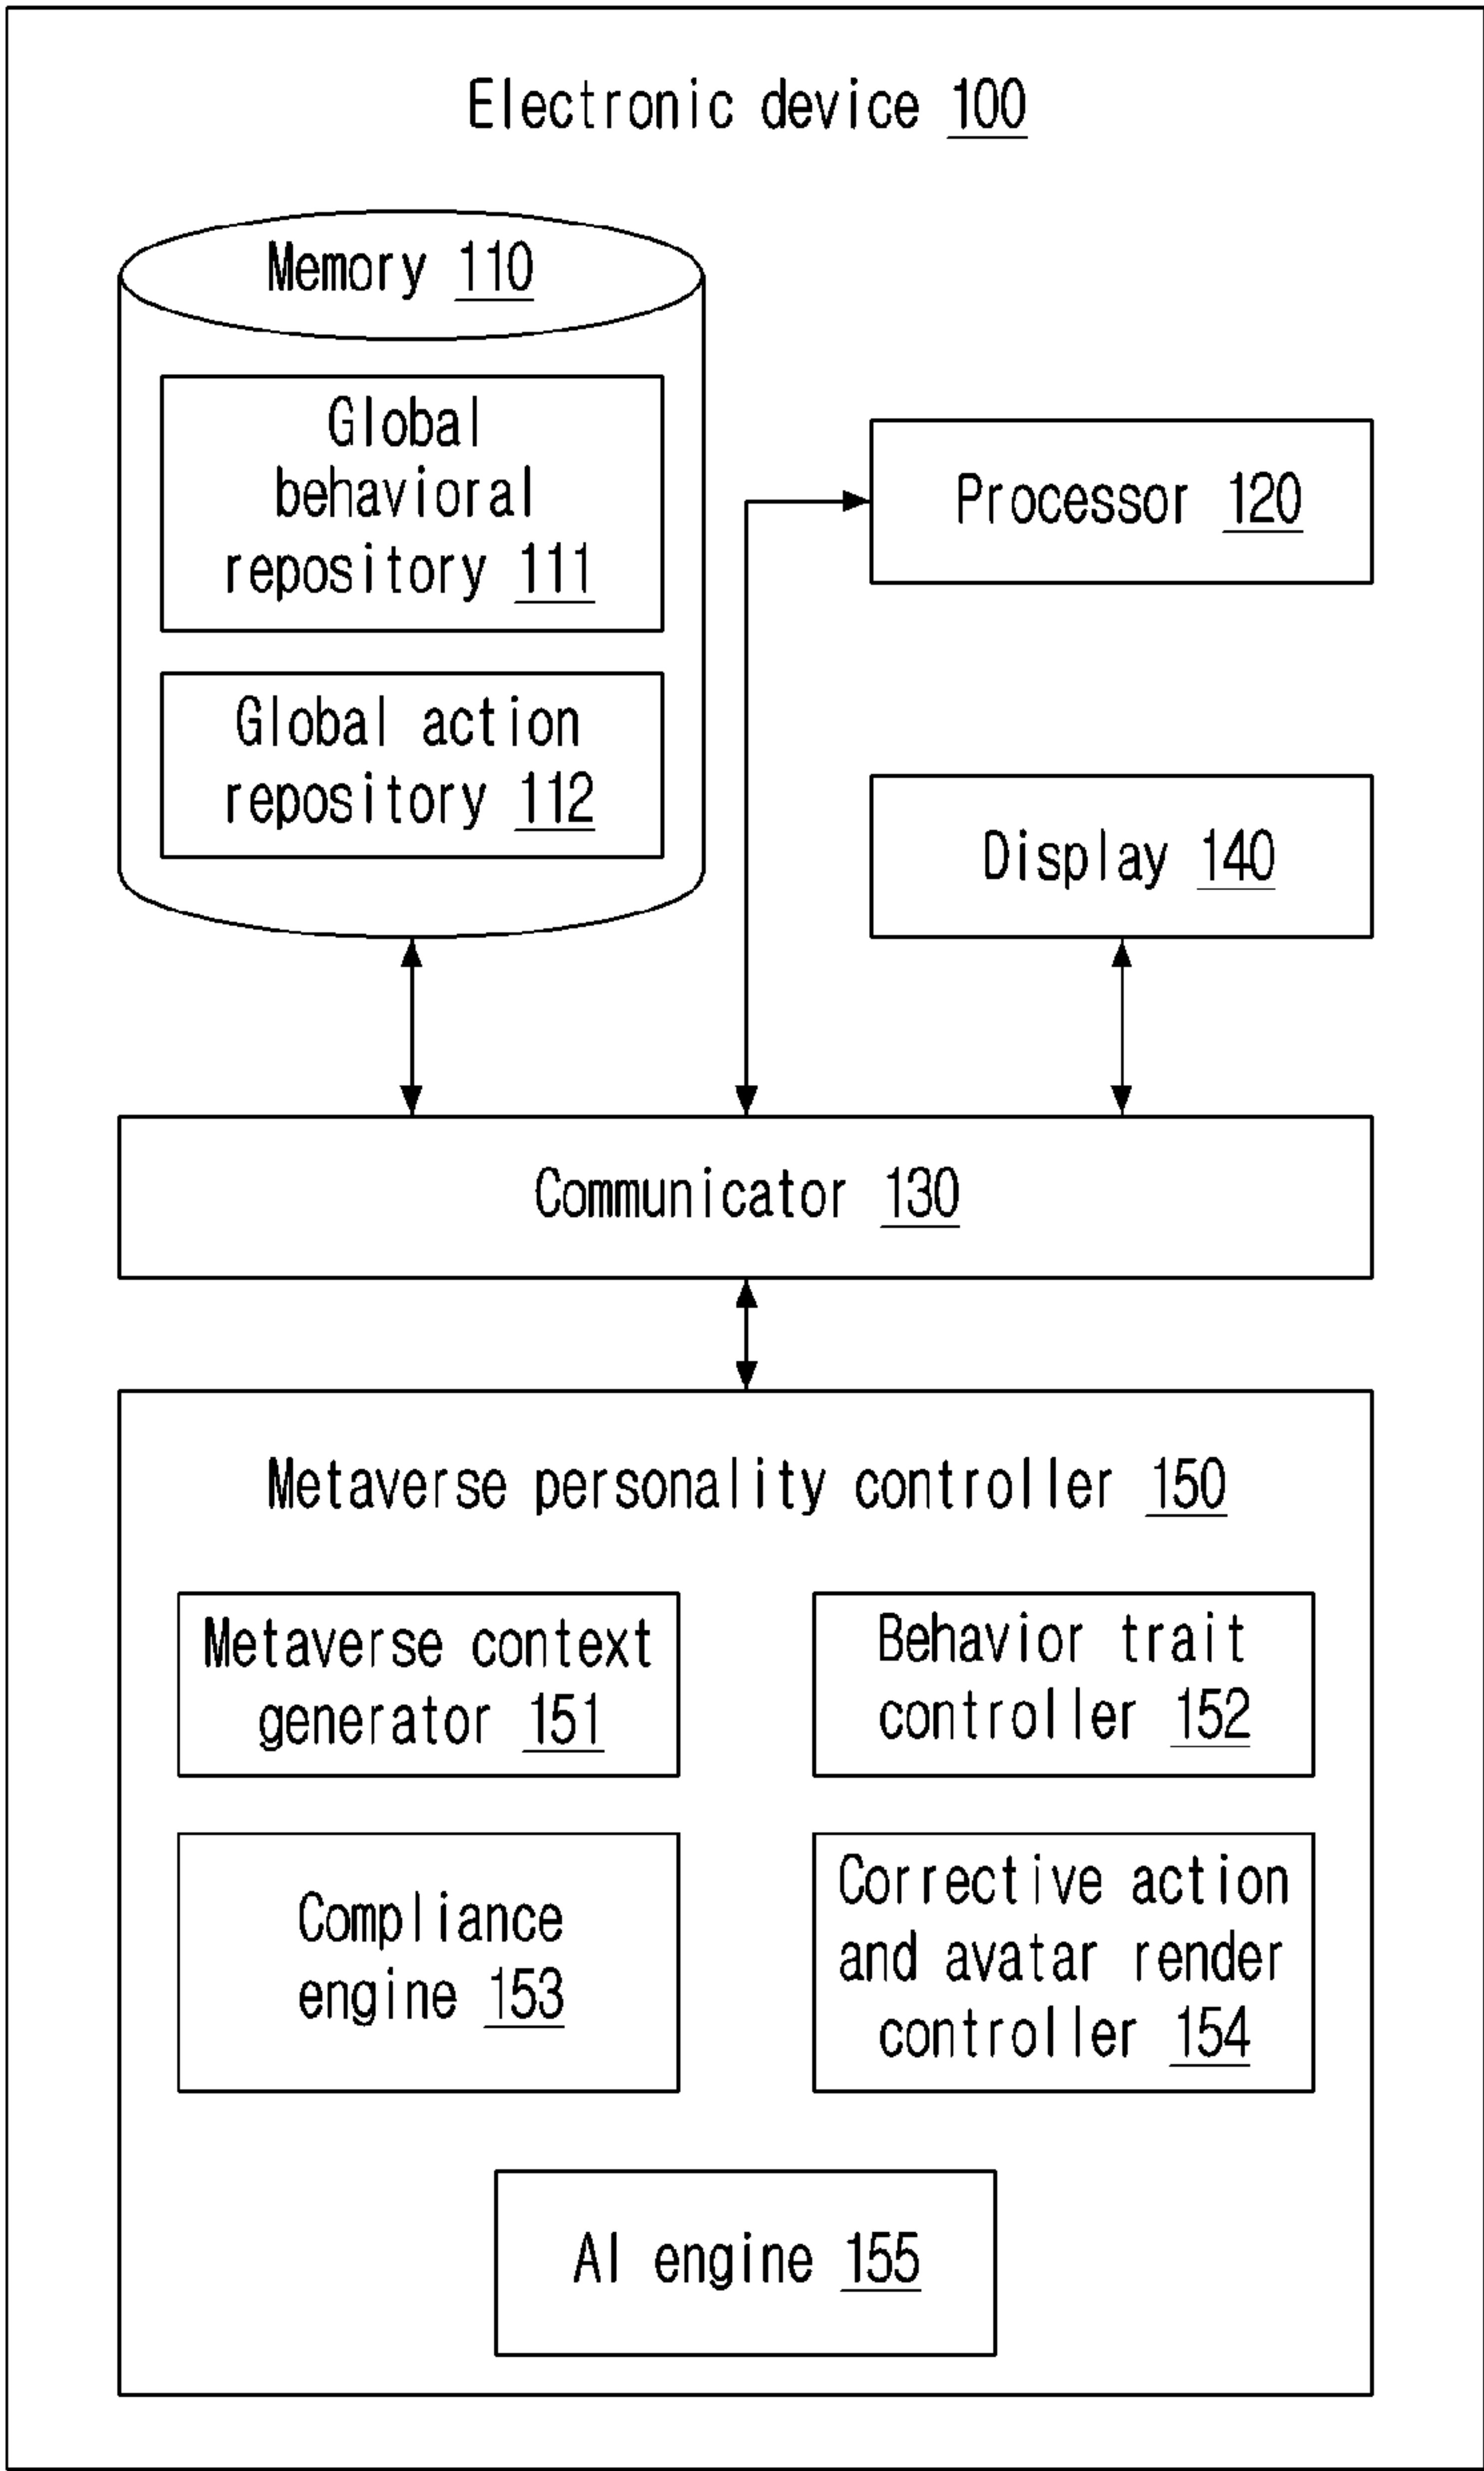 Electronic device 100
Memory 110
Global
behavioral
repository 111
Global action
repository 112
Processor 120
Display 140
Communicator 130
Metaverse personality controller 150
Metaverse context
generator 151
Behavior trait
controller 152
Compliance
engine 153
Corrective action
and avatar render
controller 154
AI engine 155